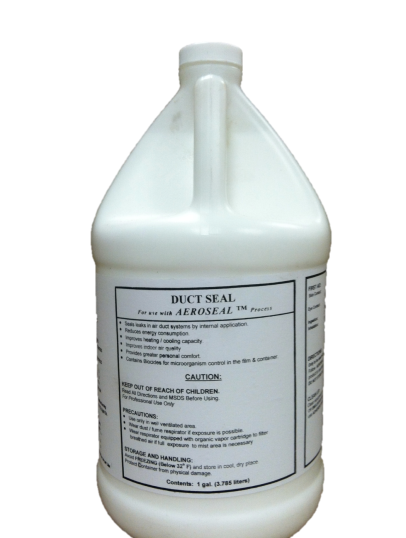 DUCT SEAL
For use with AEROSEAL ™ Process
• Seals leaks in air duct systems by internal application.
• Reduces energy consumption.
• Improves heating / cooling capacity
• Improves indoor air quality
• Provides greater personal comfort.
• Contains Biocides for microorganism control in the film & container.
CAUTION:
KEEP OUT OF REACH OF CHILDREN.
Read All Directions and MSDS Before Using.
For Professional Use Only
PRECAUTIONS:
• Use only in well ventilated area.
• Wear dust / fume respirator if exposure is possible.
• Wear respirator equipped with organic vapor cartridge to filter
breathed air if full exposure to mist area is necessary
STORAGE AND HANDLING:
Avoid FREEZING (Below 32° F) and store in cool, dry place
Protect Container from physical damage.
Contents: 1 gal. (3.785 liters)
FIRST AID